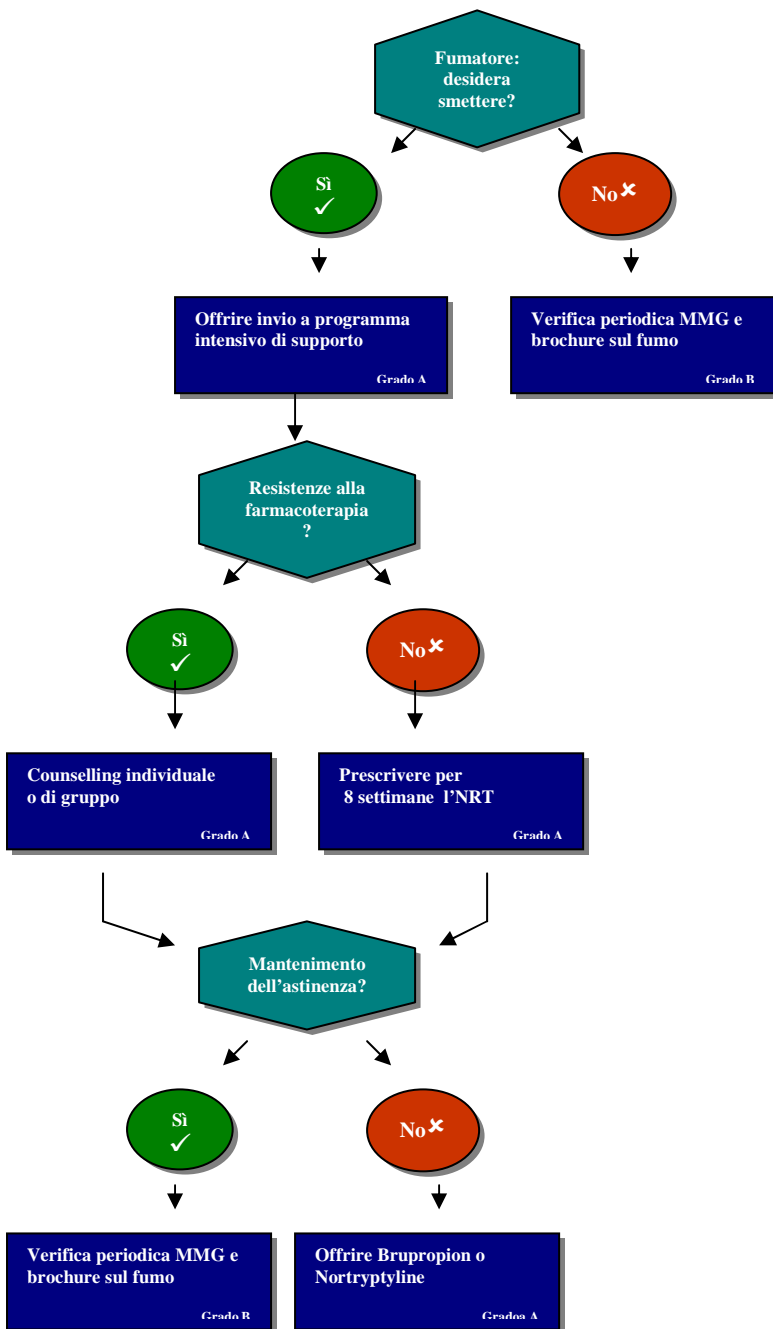 Fumatore:
desidera
smettere?
Sì
✓
No ✘
Offrire invio a programma
intensivo di supporto
Grado A
Verifica periodica MMG e
brochure sul fumo
Grado B
Resistenze alla
farmacoterapia
?
Sì
✓
No ✘
Counselling individuale
o di gruppo
Grado A
Prescrivere per
8 settimane l’NRT
Grado A
Mantenimento
dell’astinenza?
Sì
✓
No ✘
Verifica periodica MMG e
brochure sul fumo
Grado B
Offrire Brupropion o
Nortryptyline
Gradoa A